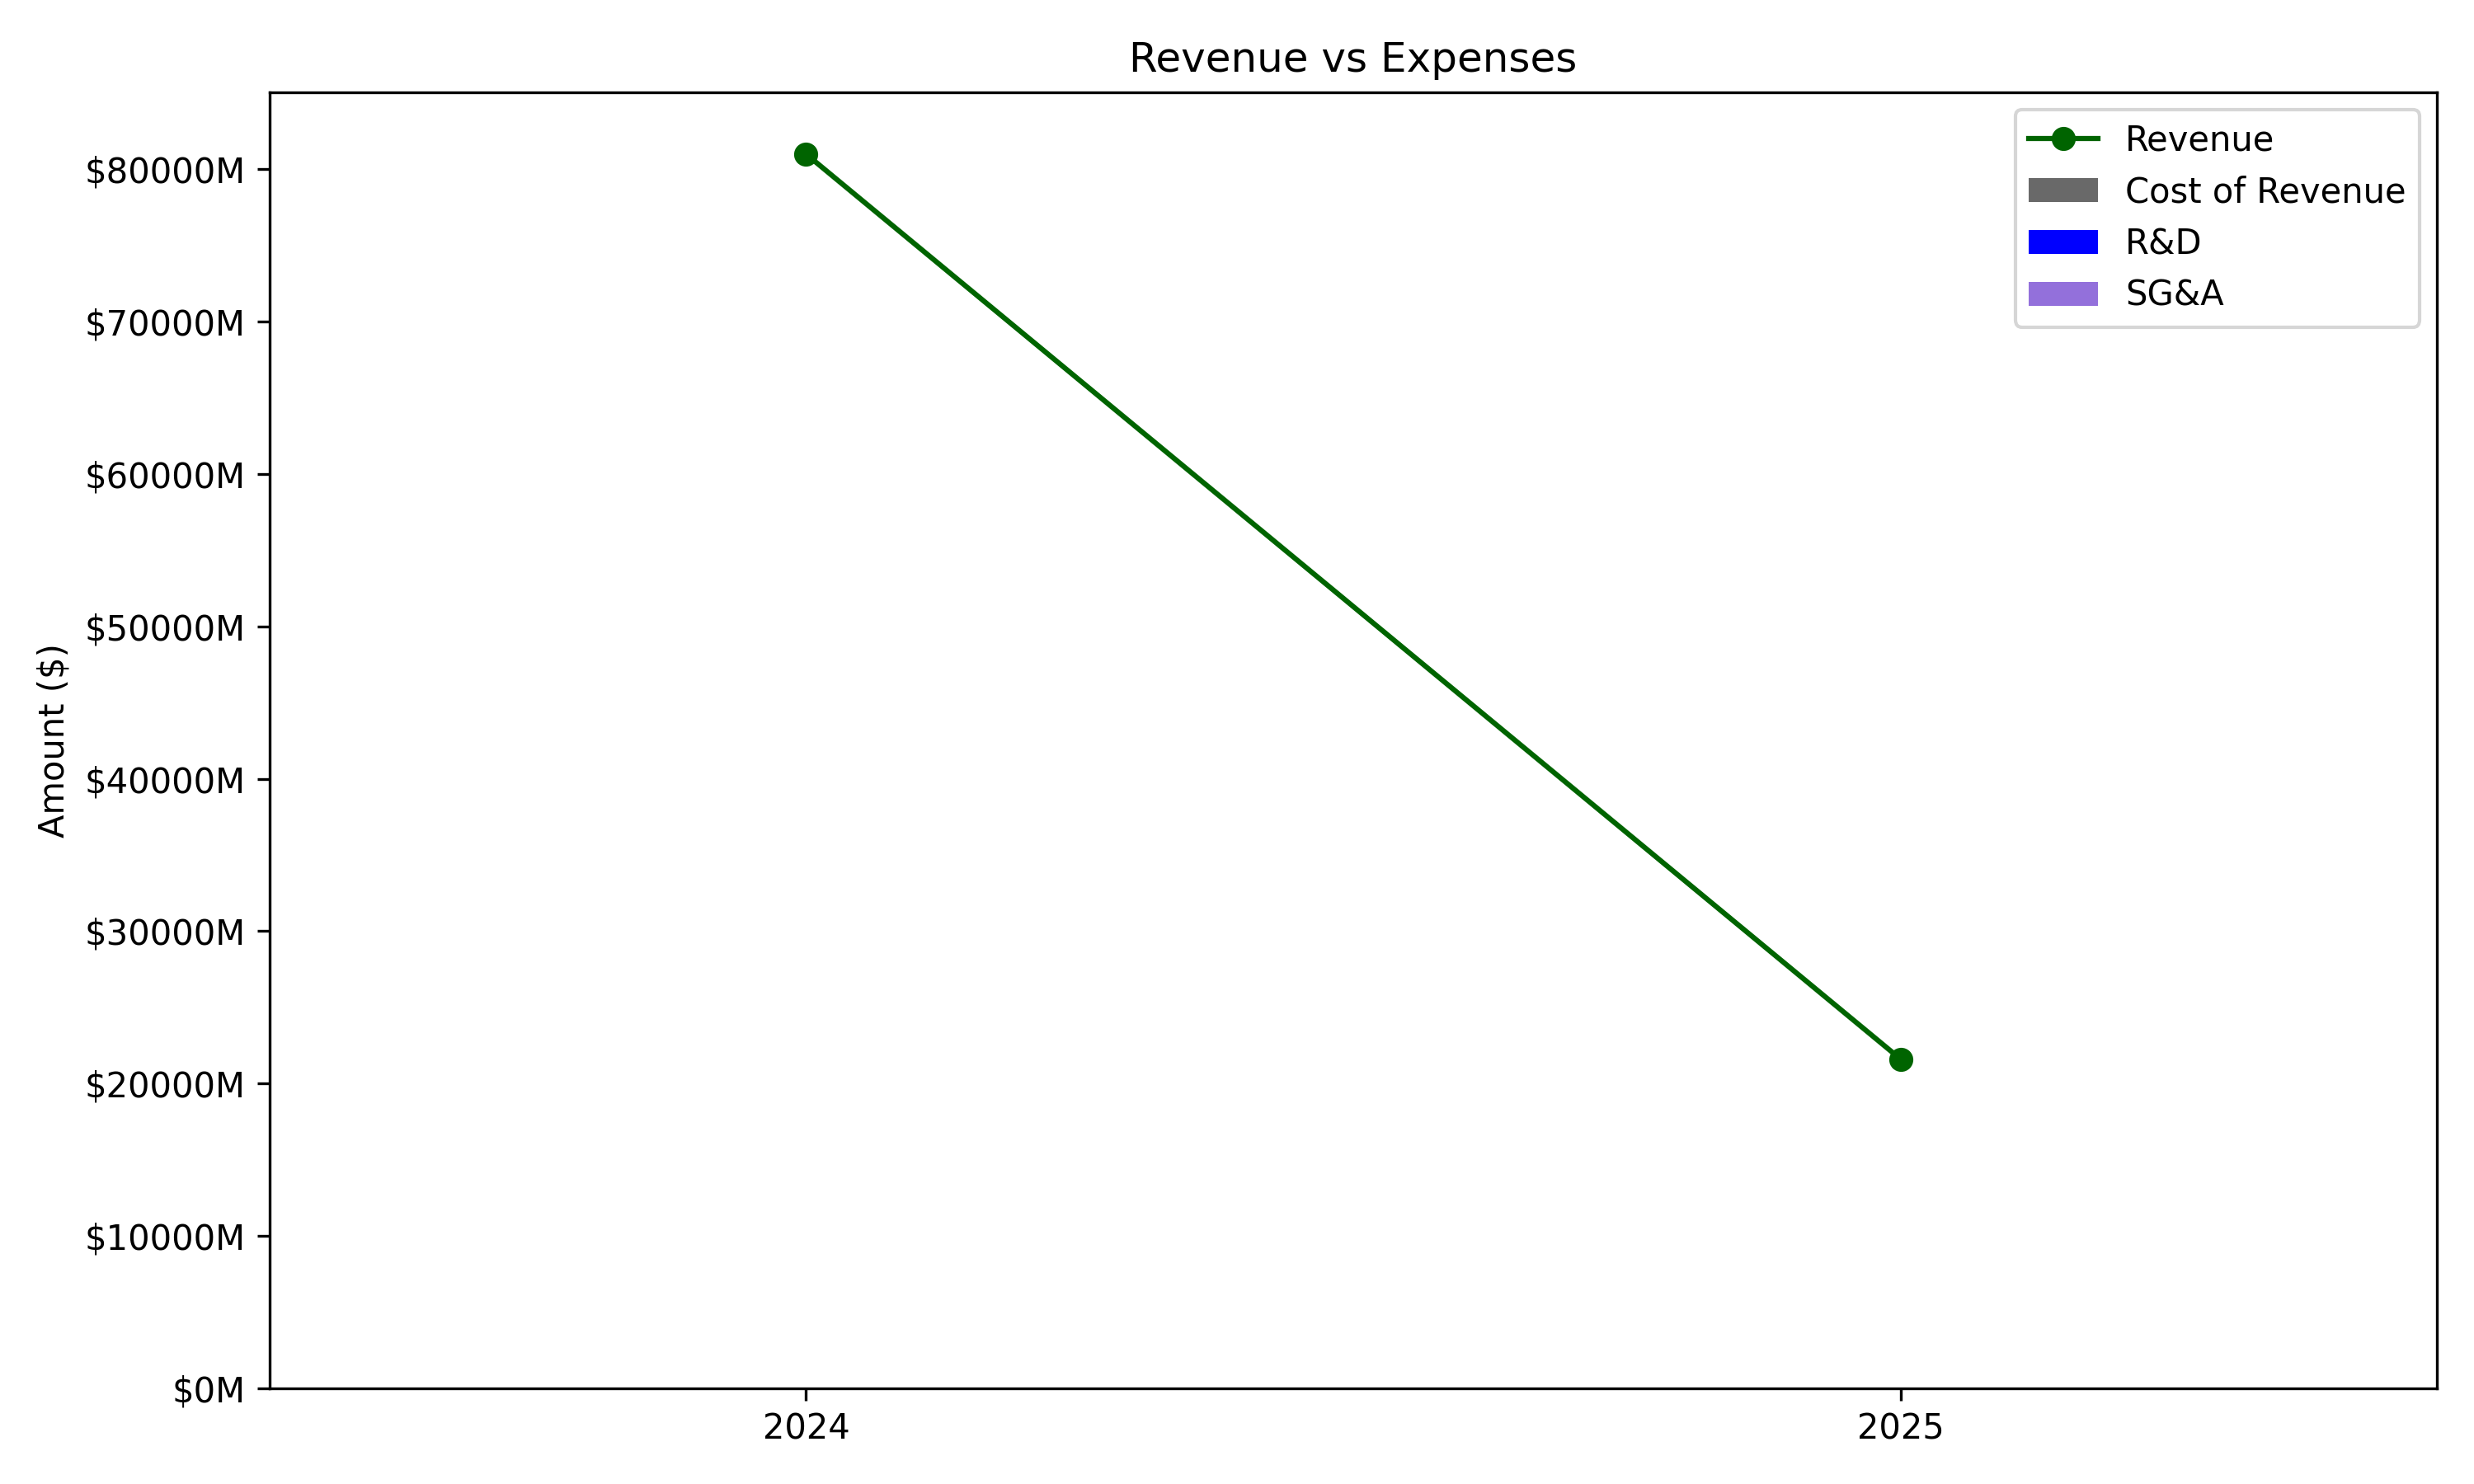 Revenue vs Expenses
Revenue
Cost of Revenue
R&D
SG&A
Amount ($)
$80000M
$70000M
$60000M
$50000M
$40000M
$30000M
$20000M
$10000M
$0M
2024
2025